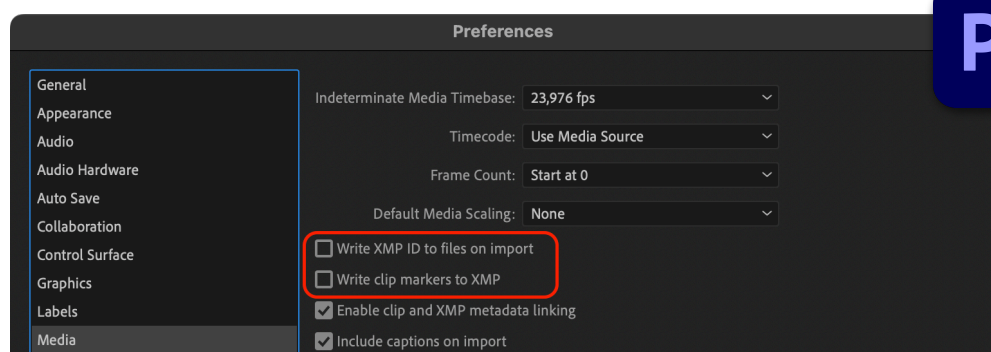 Preferences
P
General
Appearance
Audio
Audio Hardware
Auto Save
Collaboration
Control Surface
Graphics
Labels
Media
Indeterminate Media Timebase: 23,976 fps
Timecode: Use Media Source
Frame Count: Start at 0
Default Media Scaling: None
Write XMP ID to files on import
Write clip markers to XMP
Enable clip and XMP metadata linking
Include captions on import